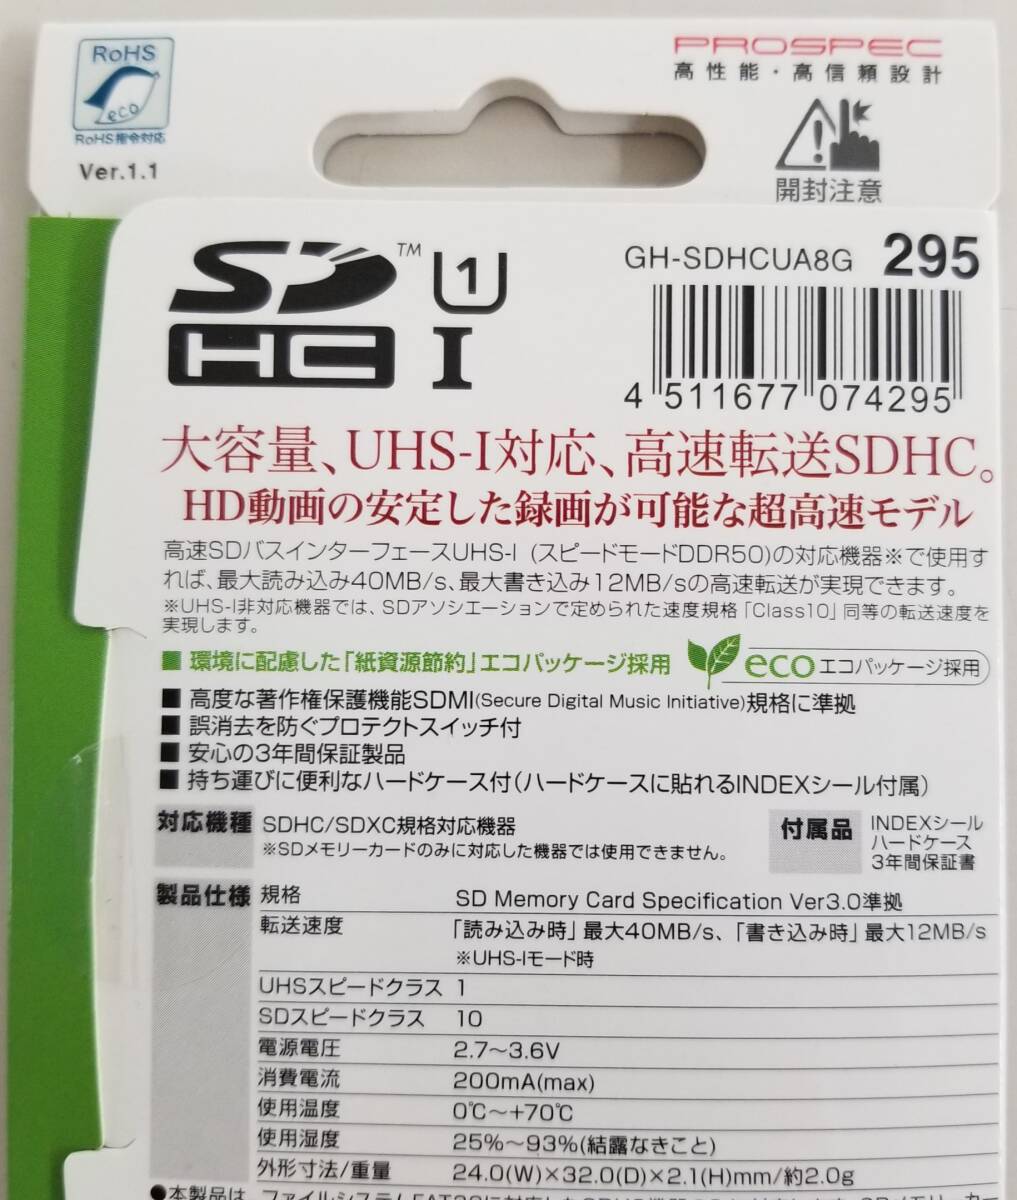 RoHS
eco
RoHS指令対応
Ver.1.1
PROSPEC
高性能・高信頼設計
開封注意
SD™
HC
1
I
GH-SDHCUA8G 295
4 511677 074295
大容量、UHS-I対応、高速転送SDHC。
HD動画の安定した録画が可能な超高速モデル
高速SDバスインターフェースUHS-I (スピードモードDDR50)の対応機器※で使用す
れば、最大読み込み40MB/s、最大書き込み12MB/sの高速転送が実現できます。
※UHS-I非対応機器では、SDアソシエーションで定められた速度規格「Class10」同等の転送速度を
実現します。
■ 環境に配慮した「紙資源節約」エコパッケージ採用 eco エコパッケージ採用
■ 高度な著作権保護機能SDMI(Secure Digital Music Initiative)規格に準拠
■ 誤消去を防ぐプロテクトスイッチ付
■ 安心の3年間保証製品
■ 持ち運びに便利なハードケース付(ハードケースに貼れるINDEXシール付属)
対応機種 SDHC/SDXC規格対応機器
※SDメモリーカードのみに対応した機器では使用できません。
付属品 INDEXシール
ハードケース
3年間保証書
製品仕様 規格 SD Memory Card Specification Ver3.0準拠
転送速度 「読み込み時」最大40MB/s、「書き込み時」最大12MB/s
※UHS-Iモード時
UHSスピードクラス 1
SDスピードクラス 10
電源電圧 2.7～3.6V
消費電流 200mA(max)
使用温度 0℃～+70℃
使用湿度 25%～93%(結露なきこと)
外形寸法/重量 24.0(W)×32.0(D)×2.1(H)mm/約2.0g
●本製品は、ファイルシステムFAT32に対応した